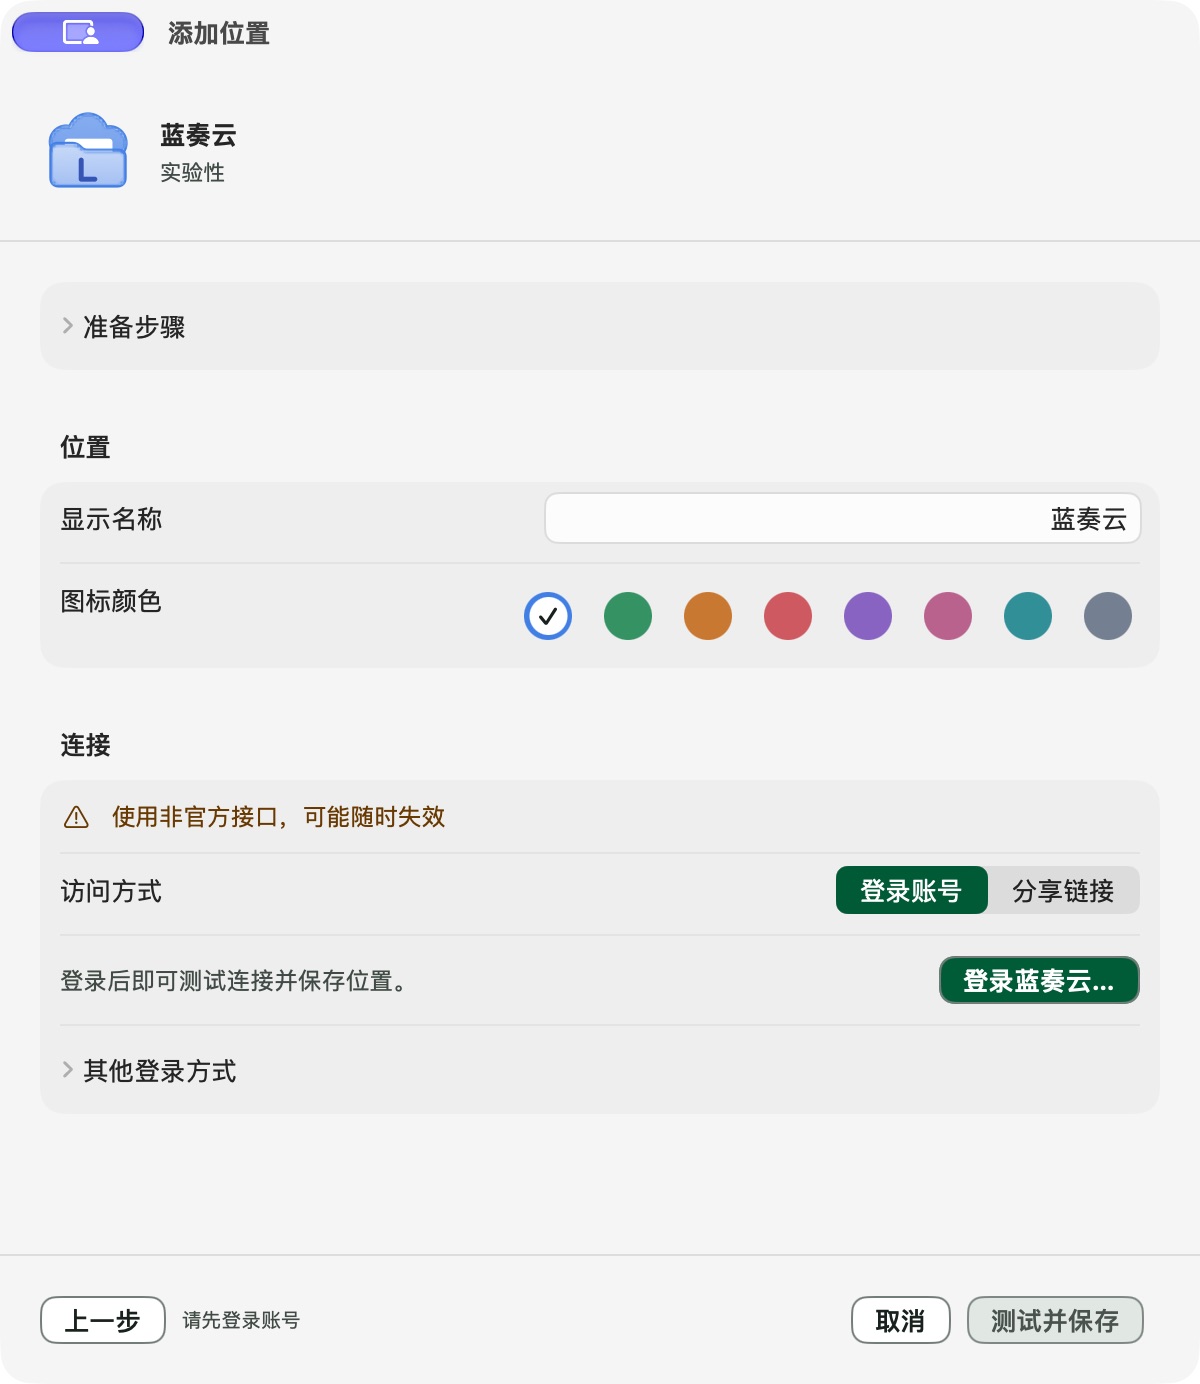 添加位置
蓝奏云
实验性
L
准备步骤
位置
显示名称
蓝奏云
图标颜色
连接
使用非官方接口，可能随时失效
访问方式
登录账号 分享链接
登录后即可测试连接并保存位置。
登录蓝奏云...
其他登录方式
上一步 请先登录账号 取消 测试并保存